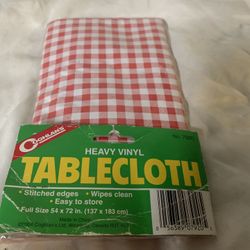 COGHLAN'S
HEAVY VINYL
TABLECLOTH
• Stitched edges • Wipes clean
• Easy to store
• Full Size 54 x 72 in. (137 x 183 cm)